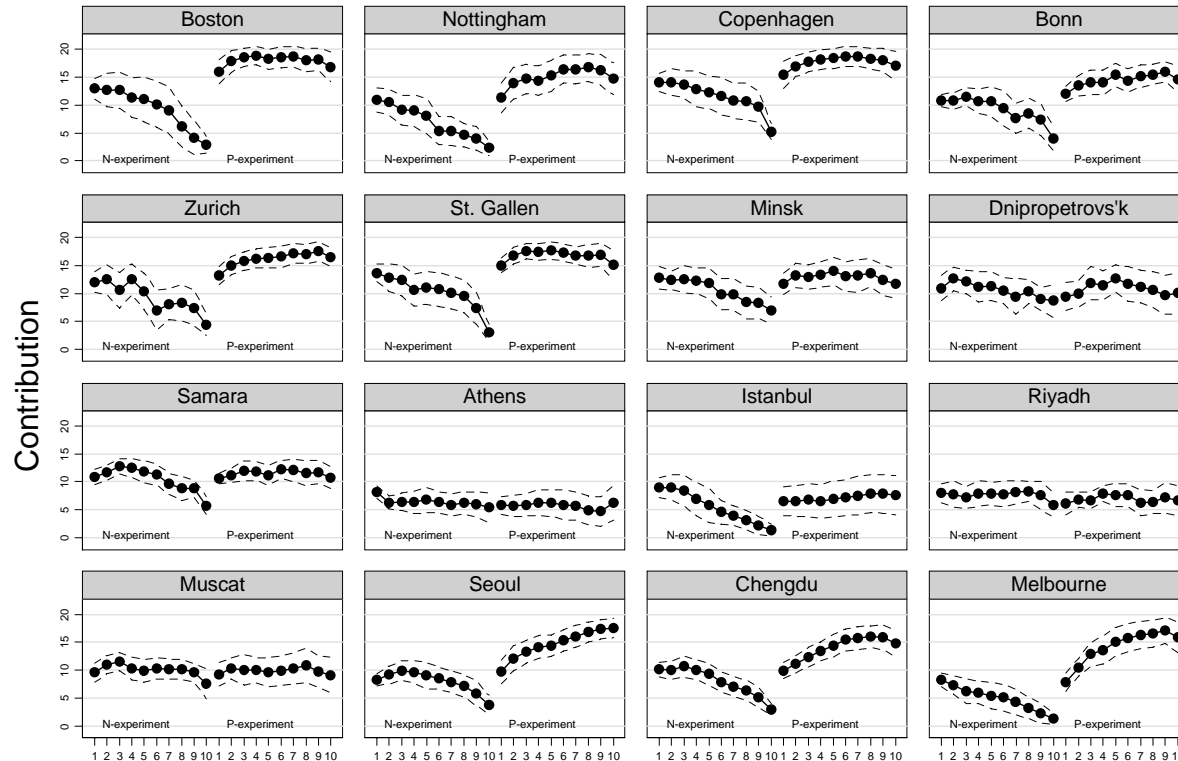 Contribution
Boston
Nottingham
Copenhagen
Bonn
20
15
10
5
0
N-experiment P-experiment
N-experiment P-experiment
N-experiment P-experiment
N-experiment P-experiment
Zurich
St. Gallen
Minsk
Dnipropetrovs'k
20
15
10
5
0
N-experiment P-experiment
N-experiment P-experiment
N-experiment P-experiment
N-experiment P-experiment
Samara
Athens
Istanbul
Riyadh
20
15
10
5
0
N-experiment P-experiment
N-experiment P-experiment
N-experiment P-experiment
N-experiment P-experiment
Muscat
Seoul
Chengdu
Melbourne
20
15
10
5
0
N-experiment P-experiment
N-experiment P-experiment
N-experiment P-experiment
N-experiment P-experiment
1 2 3 4 5 6 7 8 9 10 1 2 3 4 5 6 7 8 9 10
1 2 3 4 5 6 7 8 9 10 1 2 3 4 5 6 7 8 9 10
1 2 3 4 5 6 7 8 9 10 1 2 3 4 5 6 7 8 9 10
1 2 3 4 5 6 7 8 9 10 1 2 3 4 5 6 7 8 9 10